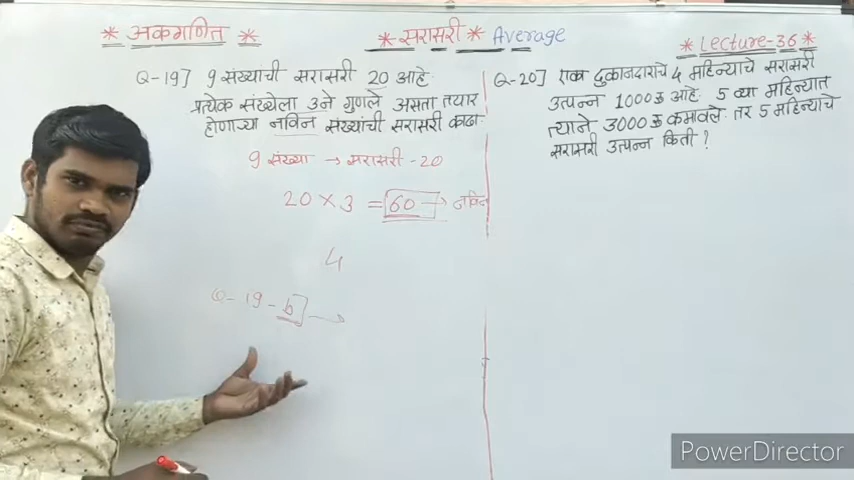 * अंकगणित *
* सरासरी * Average
* Lecture-36 *
Q-19] 9 संख्याची सरासरी 20 आहे.
प्रत्येक संख्येला 3ने गुणले असता तयार
होणाऱ्या नविन संख्यांची सरासरी काढा
9 संख्या → सरासरी - 20
20 × 3 = 60 → नविन
4
Q- 19 - b] →
Q-20] एका दुकानदाराचे 4 महिन्याचे सरासरी
उत्पन्न 1000 रु आहे. 5 व्या महिन्यात
त्याने 3000 रु कमावले. तर 5 महिन्याचे
सरासरी उत्पन्न किती ?
PowerDirector